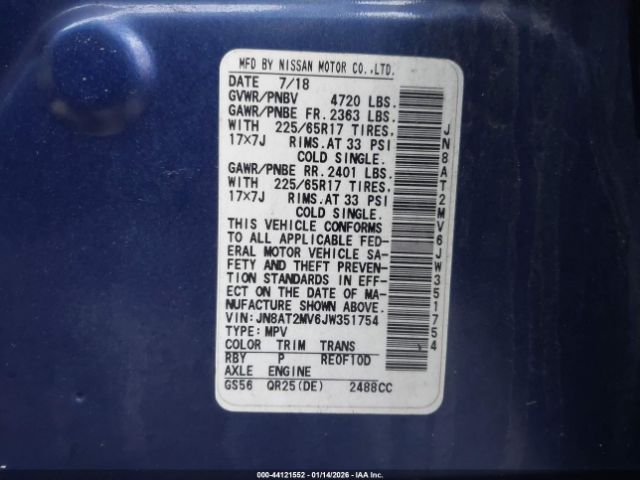 MFD BY NISSAN MOTOR CO.,LTD.
DATE 7/18
GVWR/PNBV 4720 LBS.
GAWR/PNBE FR. 2363 LBS.
WITH 225/65R17 TIRES,
17X7J RIMS.AT 33 PSI
COLD SINGLE.
GAWR/PNBE RR. 2401 LBS.
WITH 225/65R17 TIRES,
17X7J RIMS.AT 33 PSI
COLD SINGLE.
THIS VEHICLE CONFORMS
TO ALL APPLICABLE FED-
ERAL MOTOR VEHICLE SA-
FETY AND THEFT PREVEN-
TION STANDARDS IN EFF-
ECT ON THE DATE OF MA-
NUFACTURE SHOWN ABOVE.
VIN:JN8AT2MV6JW351754
TYPE:MPV
COLOR TRIM TRANS
RBY P RE0F10D
AXLE ENGINE
GS56 QR25(DE) 2488CC
JN8AT2MV6JW351754
000-44121552 | 01/14/2026 | IAAI.COM